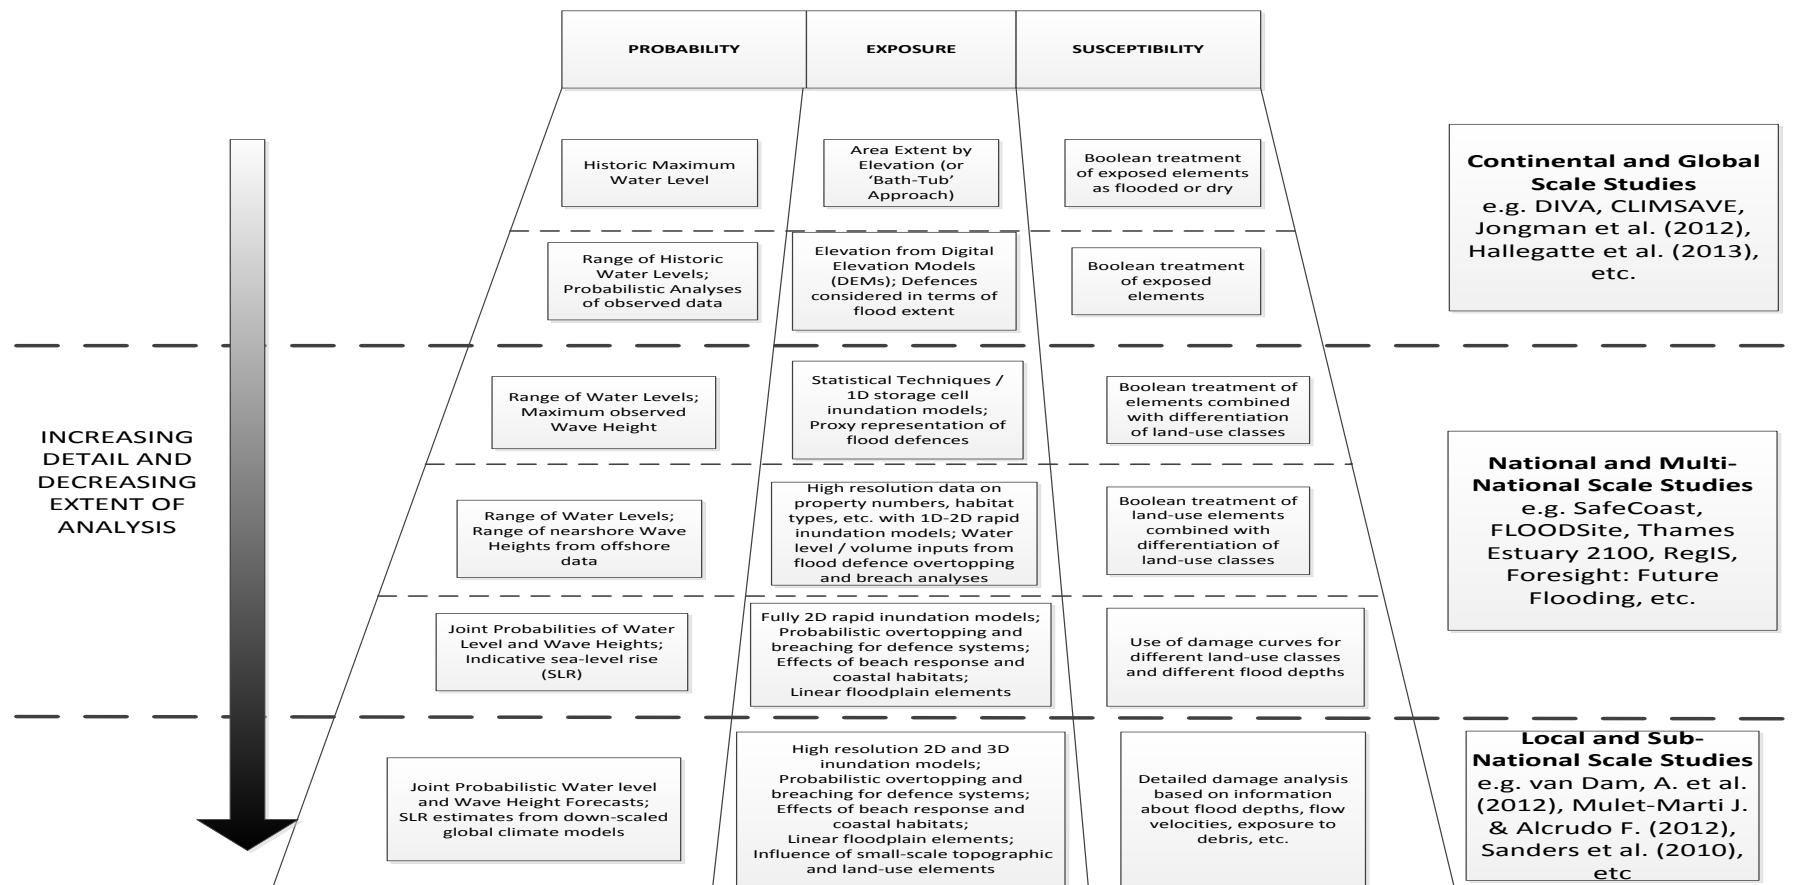 PROBABILITY
EXPOSURE
SUSCEPTIBILITY
Historic Maximum
Water Level
Area Extent by
Elevation (or
‘Bath-Tub’
Approach)
Boolean treatment
of exposed elements
as flooded or dry
Continental and Global
Scale Studies
e.g. DIVA, CLIMSAVE,
Jongman et al. (2012),
Hallegatte et al. (2013),
etc.
Range of Historic
Water Levels;
Probabilistic Analyses
of observed data
Elevation from Digital
Elevation Models
(DEMs); Defences
considered in terms of
flood extent
Boolean treatment
of exposed
elements
INCREASING
DETAIL AND
DECREASING
EXTENT OF
ANALYSIS
Range of Water Levels;
Maximum observed
Wave Height
Statistical Techniques /
1D storage cell
inundation models;
Proxy representation of
flood defences
Boolean treatment of
elements combined
with differentiation
of land-use classes
National and Multi-
National Scale Studies
e.g. SafeCoast,
FLOODSite, Thames
Estuary 2100, RegIS,
Foresight: Future
Flooding, etc.
Range of Water Levels;
Range of nearshore Wave
Heights from offshore
data
High resolution data on
property numbers, habitat
types, etc. with 1D-2D rapid
inundation models; Water
level / volume inputs from
flood defence overtopping
and breach analyses
Boolean treatment of
land-use elements
combined with
differentiation of
land-use classes
Joint Probabilities of Water
Level and Wave Heights;
Indicative sea-level rise
(SLR)
Fully 2D rapid inundation models;
Probabilistic overtopping and
breaching for defence systems;
Effects of beach response and
coastal habitats;
Linear floodplain elements
Use of damage curves for
different land-use classes
and different flood depths
Joint Probabilistic Water level
and Wave Height Forecasts;
SLR estimates from down-scaled
global climate models
High resolution 2D and 3D
inundation models;
Probabilistic overtopping and
breaching for defence systems;
Effects of beach response and
coastal habitats;
Linear floodplain elements;
Influence of small-scale topographic
and land-use elements
Detailed damage analysis
based on information
about flood depths, flow
velocities, exposure to
debris, etc.
Local and Sub-
National Scale Studies
e.g. van Dam, A. et al.
(2012), Mulet-Marti J.
& Alcrudo F. (2012),
Sanders et al. (2010),
etc